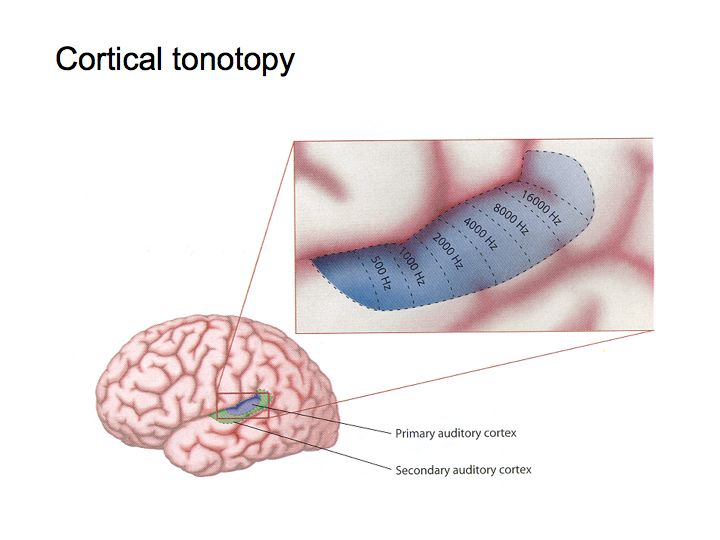 Cortical tonotopy
500 Hz
1000 Hz
2000 Hz
4000 Hz
8000 Hz
16000 Hz
Primary auditory cortex
Secondary auditory cortex